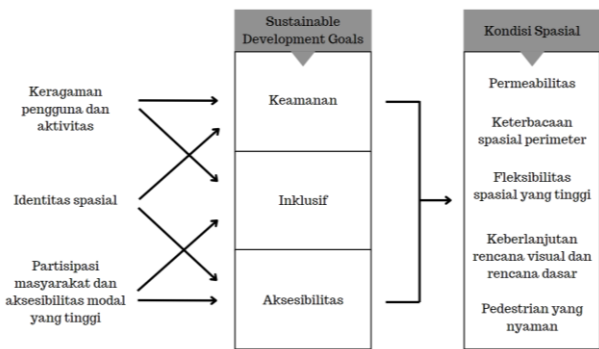 Keragaman
pengguna dan
aktivitas
Identitas spasial
Partisipasi
masyarakat dan
aksesibilitas modal
yang tinggi
Sustainable
Development Goals
Keamanan
Inklusif
Aksesibilitas
Kondisi Spasial
Permeabilitas
Keterbacaan
spasial perimeter
Fleksibilitas
spasial yang tinggi
Keberlanjutan
rencana visual dan
rencana dasar
Pedestrian yang
nyaman